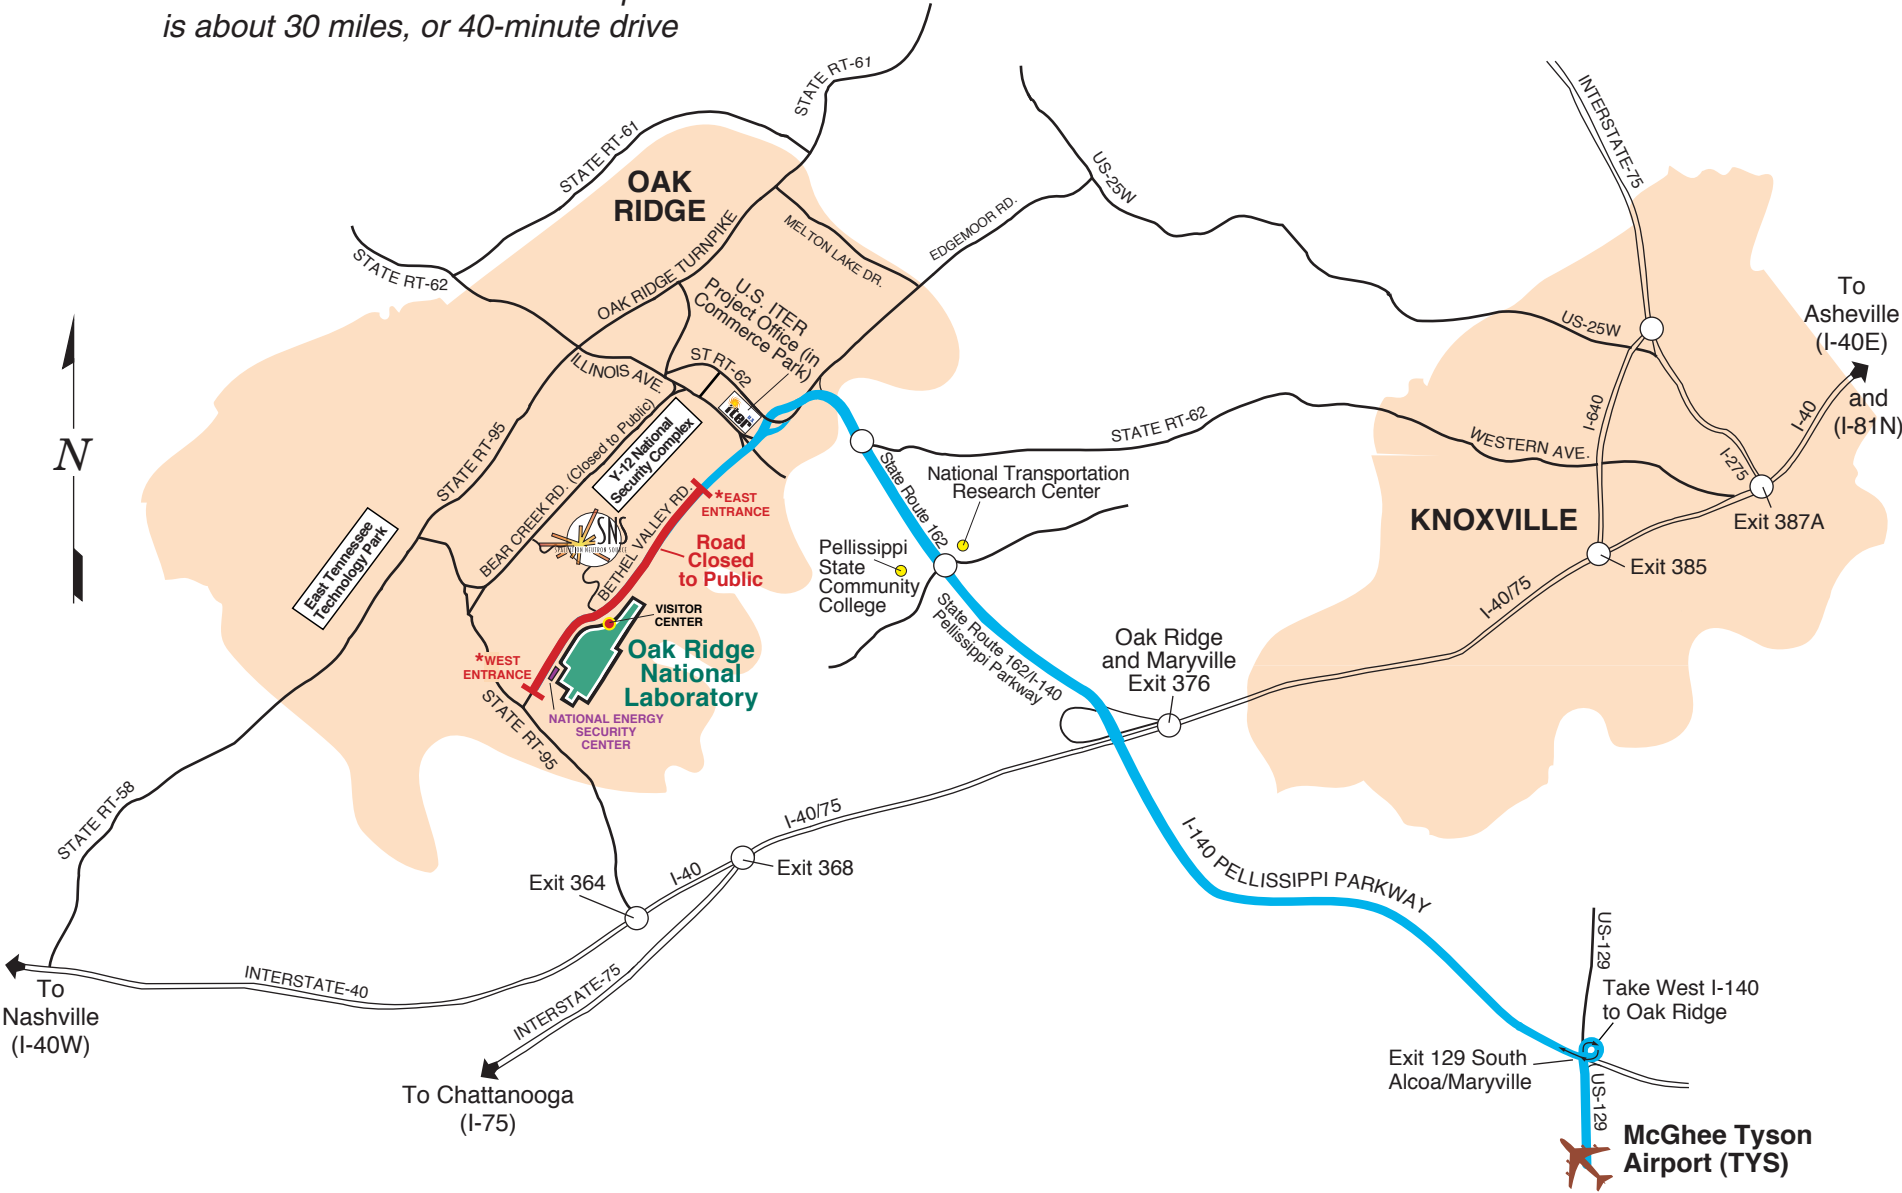 is about 30 miles, or 40-minute drive
STATE RT-61
STATE RT-61
OAK
RIDGE
STATE RT-62
OAK RIDGE TURNPIKE
MELTON LAKE DR.
EDGEMOOR RD.
US-25W
INTERSTATE-75
U.S. ITER
Project Office (in
Commerce Park)
ST RT-62
ILLINOIS AVE.
iter
US-25W
To
Asheville
(I-40E)
and
(I-81N)
I-640
I-40
I-275
N
STATE RT-95
BEAR CREEK RD. (Closed to Public)
Y-12 National
Security Complex
STATE RT-62
WESTERN AVE.
State Route 162
National Transportation
Research Center
KNOXVILLE
Exit 387A
Exit 385
*EAST
ENTRANCE
SNS
SPALLATION NEUTRON SOURCE
BETHEL VALLEY RD.
Road
Closed
to Public
East Tennessee
Technology Park
Pellissippi
State
Community
College
VISITOR
CENTER
State Route 162/I-140
Pellissippi Parkway
I-40/75
*WEST
ENTRANCE
Oak Ridge
National
Laboratory
Oak Ridge
and Maryville
Exit 376
NATIONAL ENERGY
SECURITY
CENTER
STATE RT-95
STATE RT-58
I-40/75
I-140 PELLISSIPPI PARKWAY
Exit 364
I-40
Exit 368
INTERSTATE-40
INTERSTATE-75
To
Nashville
(I-40W)
To Chattanooga
(I-75)
US-129
Take West I-140
to Oak Ridge
Exit 129 South
Alcoa/Maryville
US-129
McGhee Tyson
Airport (TYS)